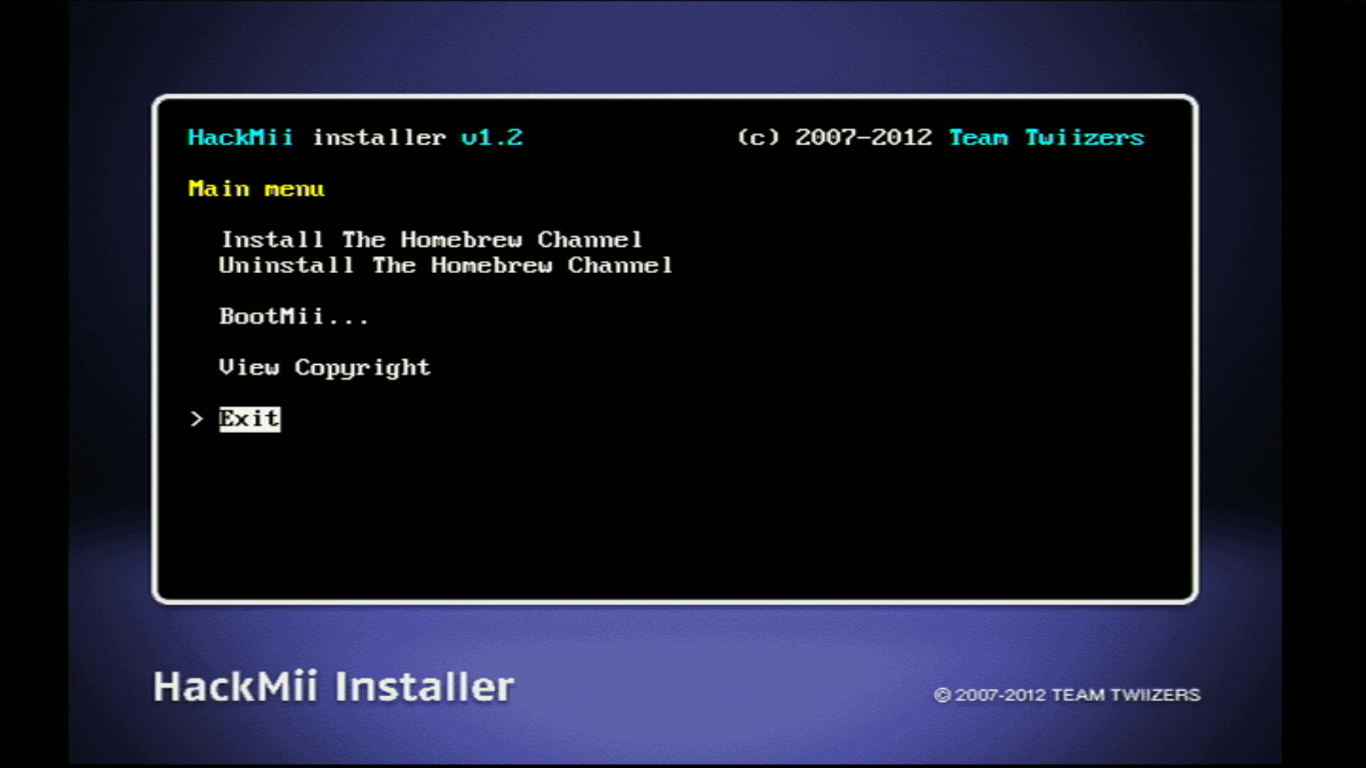 HackMii installer v1.2 (c) 2007-2012 Team Twiizers
Main menu
Install The Homebrew Channel
Uninstall The Homebrew Channel
BootMii...
View Copyright
> Exit
HackMii Installer © 2007-2012 TEAM TWIIZERS